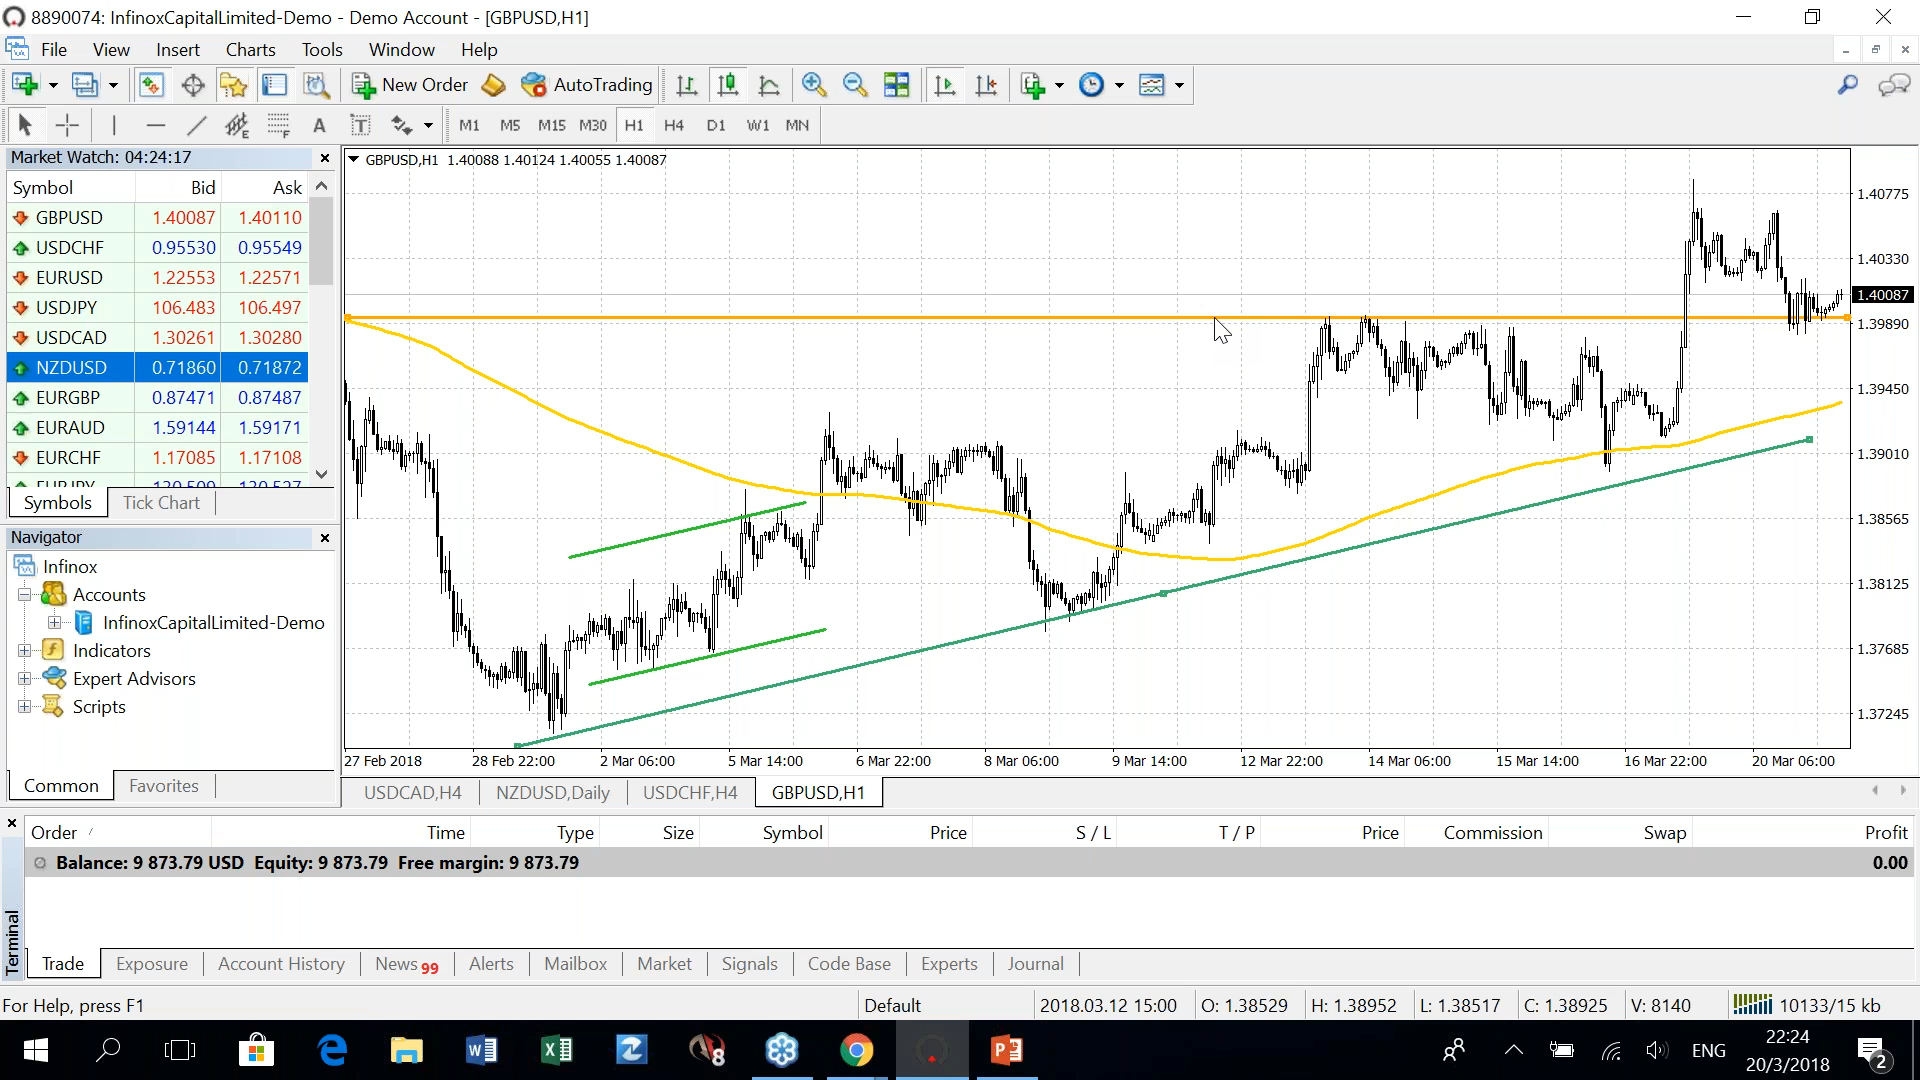 8890074: InfinoxCapitalLimited-Demo - Demo Account - [GBPUSD,H1]
File View Insert Charts Tools Window Help
New Order AutoTrading
M1 M5 M15 M30 H1 H4 D1 W1 MN
Market Watch: 04:24:17
Symbol Bid Ask
GBPUSD 1.40087 1.40110
USDCHF 0.95530 0.95549
EURUSD 1.22553 1.22571
USDJPY 106.483 106.497
USDCAD 1.30261 1.30280
NZDUSD 0.71860 0.71872
EURGBP 0.87471 0.87487
EURAUD 1.59144 1.59171
EURCHF 1.17085 1.17108
Symbols Tick Chart
Navigator
Infinox
Accounts
InfinoxCapitalLimited-Demo
Indicators
Expert Advisors
Scripts
Common Favorites
GBPUSD,H1 1.40088 1.40124 1.40055 1.40087
1.40775
1.40330
1.40087
1.39890
1.39450
1.39010
1.38565
1.38125
1.37685
1.37245
27 Feb 2018 28 Feb 22:00 2 Mar 06:00 5 Mar 14:00 6 Mar 22:00 8 Mar 06:00 9 Mar 14:00 12 Mar 22:00 14 Mar 06:00 15 Mar 14:00 16 Mar 22:00 20 Mar 06:00
USDCAD,H4 NZDUSD,Daily USDCHF,H4 GBPUSD,H1
Order / Time Type Size Symbol Price S / L T / P Price Commission Swap Profit
Balance: 9 873.79 USD Equity: 9 873.79 Free margin: 9 873.79 0.00
Terminal
Trade Exposure Account History News 99 Alerts Mailbox Market Signals Code Base Experts Journal
For Help, press F1 Default 2018.03.12 15:00 O: 1.38529 H: 1.38952 L: 1.38517 C: 1.38925 V: 8140 10133/15 kb
ENG
22:24
20/3/2018
2